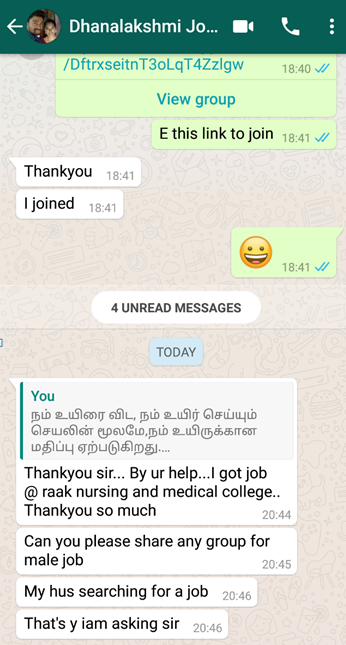 Dhanalakshmi Jo...
/DftrxseitnT3oLqT4Zzlgw
18:40
View group
E this link to join 18:41
Thankyou 18:41
I joined 18:41
18:41
4 UNREAD MESSAGES
TODAY
You
நம் உயிரை விட, நம் உயிர் செய்யும்
செயலின் மூலமே,நம் உயிருக்கான
மதிப்பு ஏற்படுகிறது....
Thankyou sir... By ur help...I got job
@ raak nursing and medical college..
Thankyou so much
20:44
Can you please share any group for
male job
20:45
My hus searching for a job 20:46
That's y iam asking sir 20:46